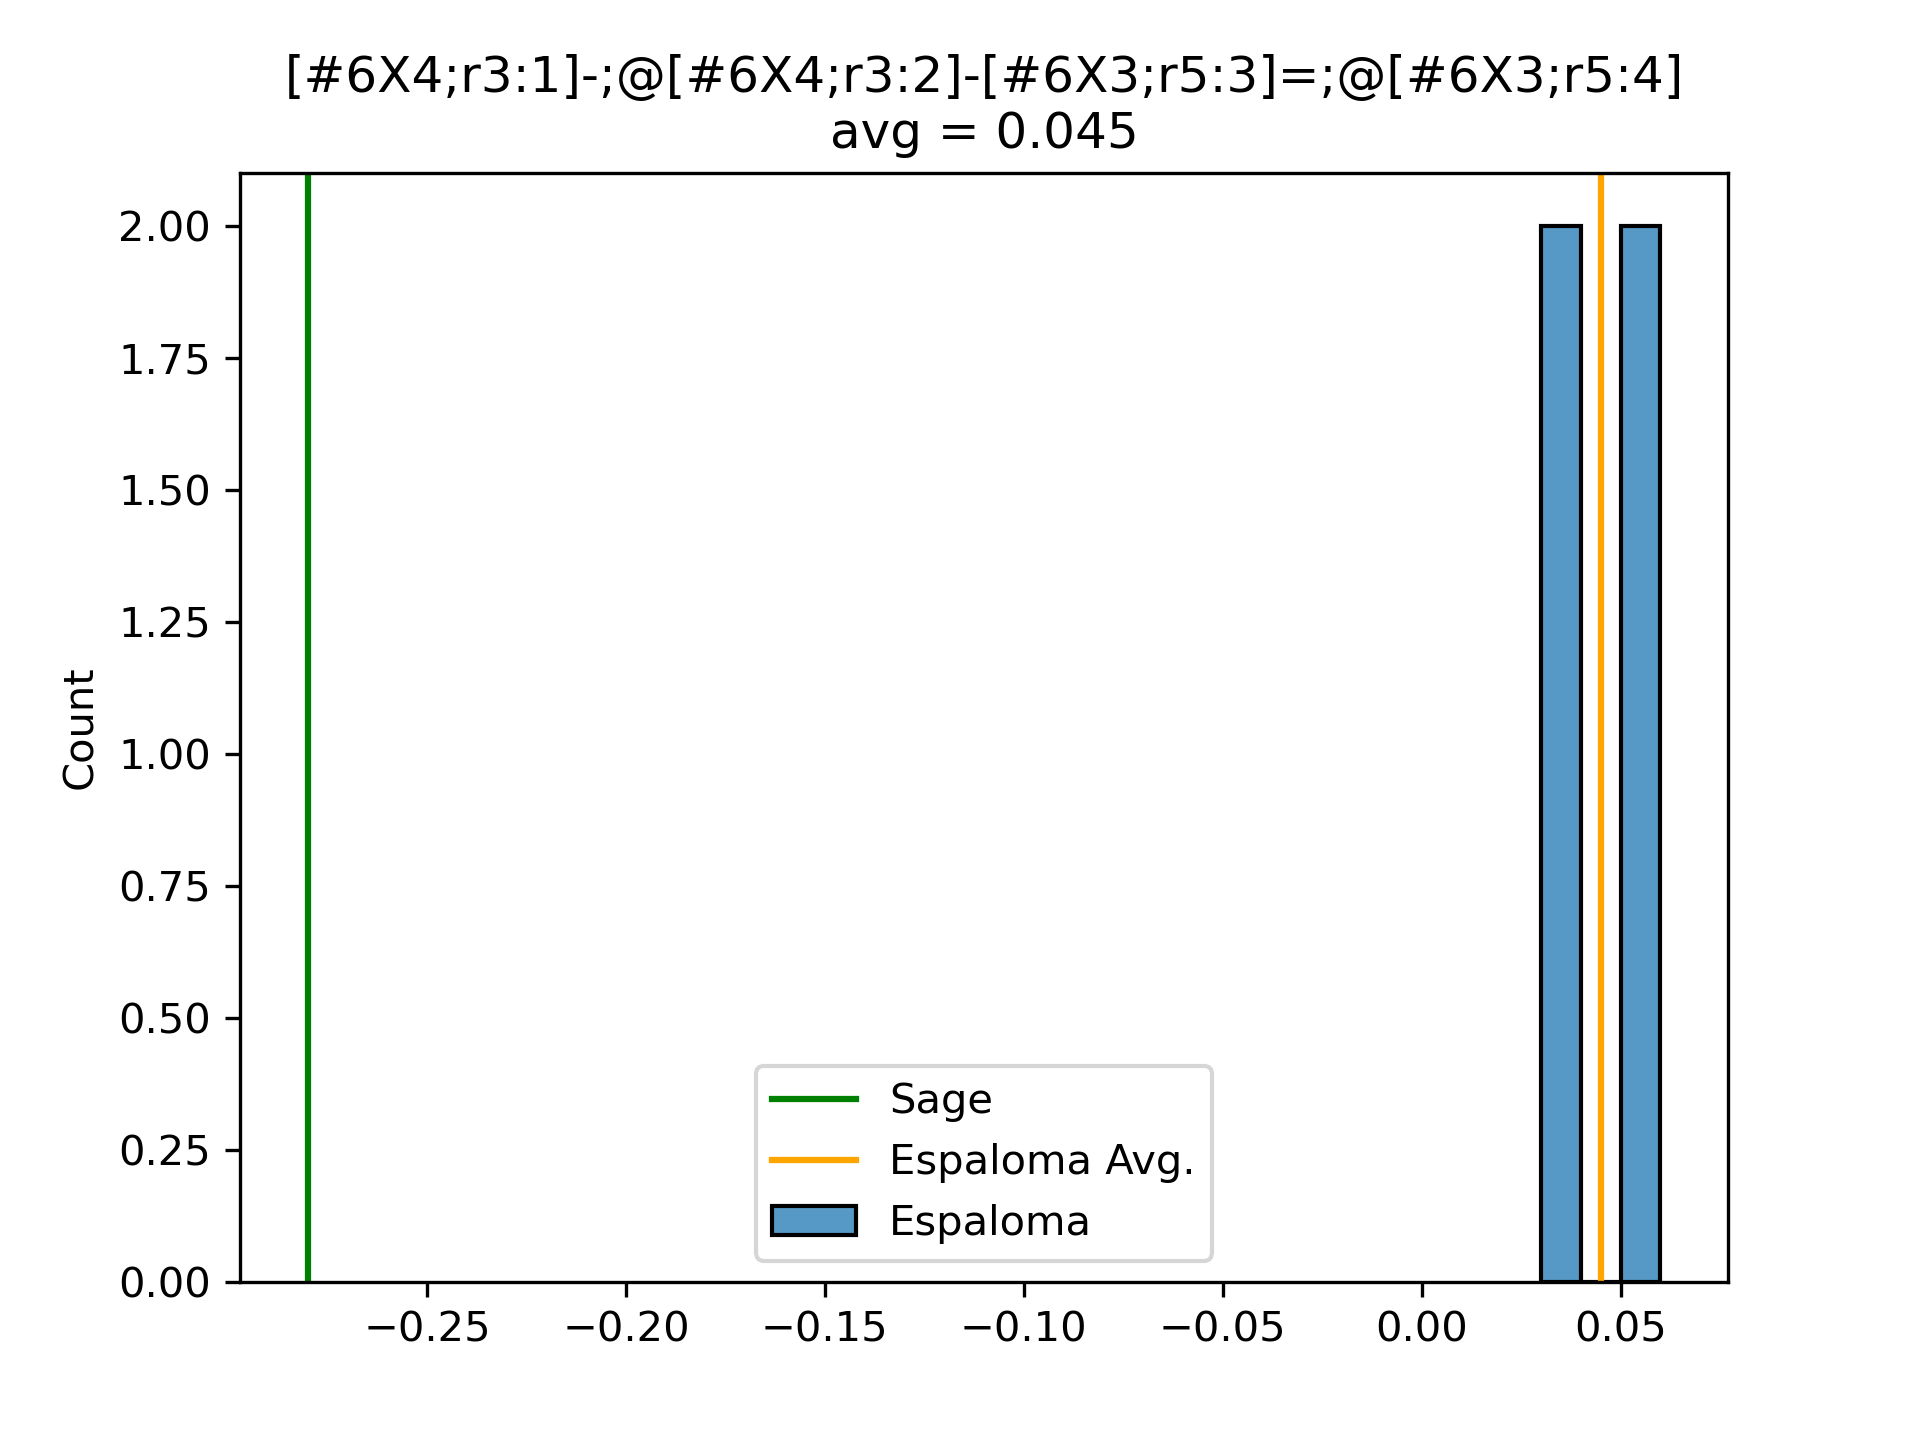 [#6X4;r3:1]-;@[#6X4;r3:2]-[#6X3;r5:3]=;@[#6X3;r5:4]
avg = 0.045
2.00
1.75
1.50
1.25
1.00
0.75
0.50
0.25
0.00
Count
Sage
Espaloma Avg.
Espaloma
−0.25 −0.20 −0.15 −0.10 −0.05 0.00 0.05